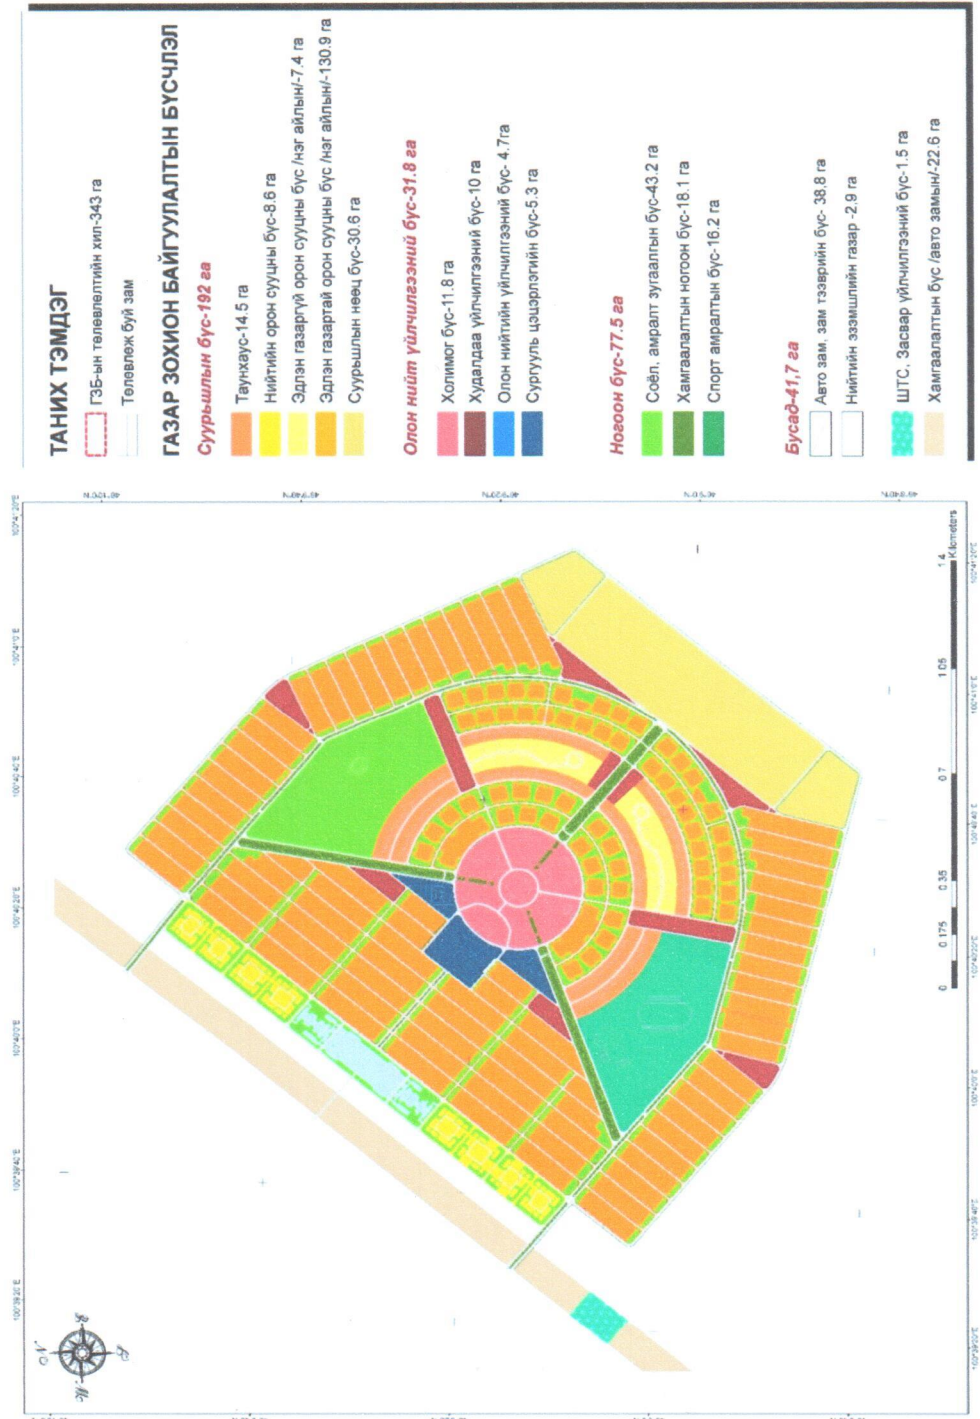 ТАНИХ ТЭМДЭГ
ГЗБ-ын төлөвлөлтийн хил-343 га
Төлөвлөж буй зам
ГАЗАР ЗОХИОН БАЙГУУЛАЛТЫН БҮСЧЛЭЛ
Суурьшлын бүс-192 га
Таунхаус-14.5 га
Нийтийн орон сууцны бүс-8.6 га
Эдлэн газаргүй орон сууцны бүс /нэг айлын/-7.4 га
Эдлэн газартай орон сууцны бүс /нэг айлын/-130.9 га
Суурьшлын нөөц бүс-30.6 га
Олон нийт үйлчилгээний бүс-31.8 га
Холимог бүс-11.8 га
Худалдаа үйлчилгээний бүс-10 га
Олон нийтийн үйлчилгээний бүс- 4.7га
Сургууль цэцэрлэгийн бүс-5.3 га
Ногоон бүс-77.5 га
Соёл, амралт зугаалгын бүс-43.2 га
Хамгаалалтын ногоон бүс-18.1 га
Спорт амралтын бүс-16.2 га
Бусад-41,7 га
Авто зам, зам тээврийн бүс- 38.8 га
Нийтийн эзэмшлийн газар -2.9 га
ШТС, Засвар үйлчилгээний бүс-1.5 га
Хамгаалалтын бүс /авто замын/-22.6 га
0 0.175 0.35 0.7 1.05 1.4
Kilometers